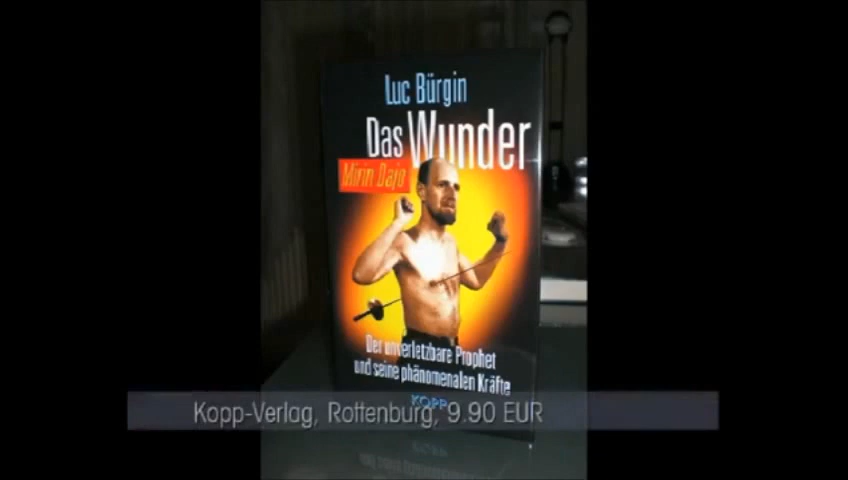 Luc Bürgin
Das Wunder
Mirin Dajo
Der unverletzbare Prophet
und seine phänomenalen Kräfte
KOPP
Kopp-Verlag, Rottenburg, 9.90 EUR